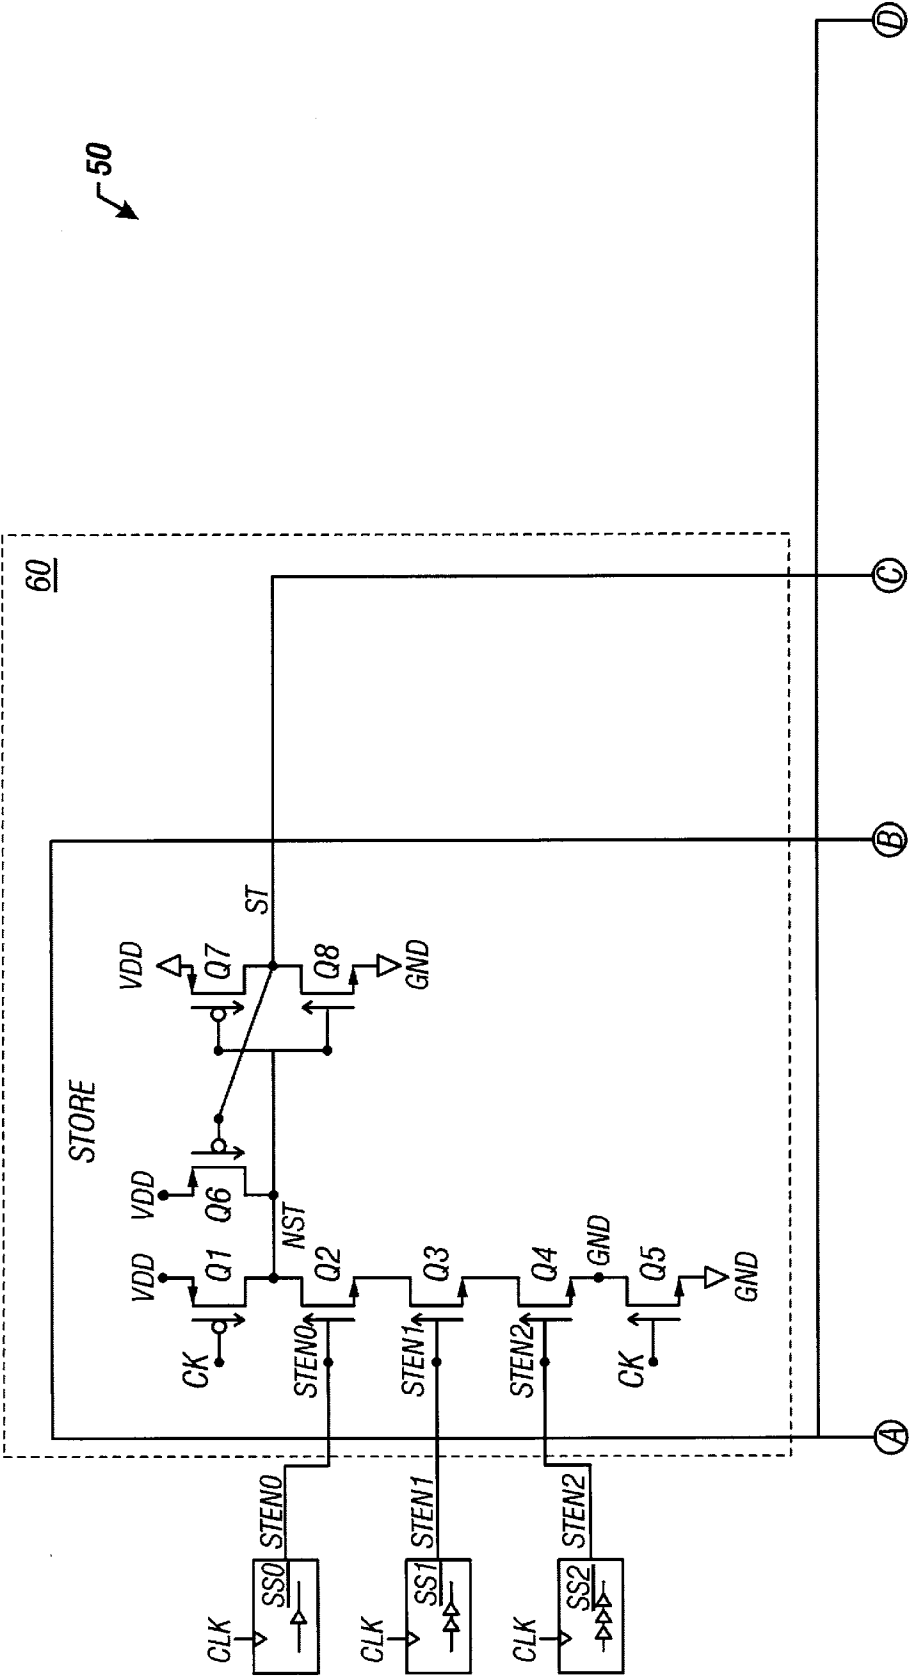 50
60
STORE
VDD
VDD
VDD
Q1
Q6
Q7
ST
CK
NST
STEN0
Q2
Q8
GND
STEN1
Q3
STEN2
Q4
GND
CK
Q5
GND
CLK
SS0
STEN0
CLK
SS1
STEN1
CLK
SS2
STEN2
A
B
C
D